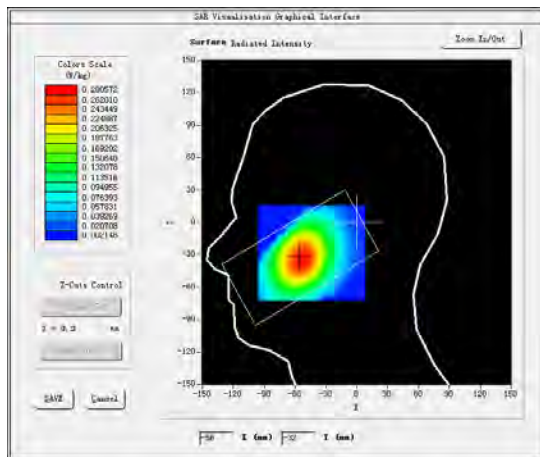 SAR Visualisation Graphical Interface
Surface Radiated Intensity
Zoom In/Out
Colors Scale
(W/kg)
0.280572
0.262010
0.243449
0.224887
0.206325
0.187763
0.169202
0.150640
0.132078
0.113516
0.094955
0.076393
0.057831
0.039269
0.020708
0.002146
150
120
90
60
30
0
-30
-60
-90
-120
-150
-150 -120 -90 -60 -30 0 30 60 90 120 150
X
Z-Cuts Control
SAVE Cancel
X (mm) -32 Y (mm)